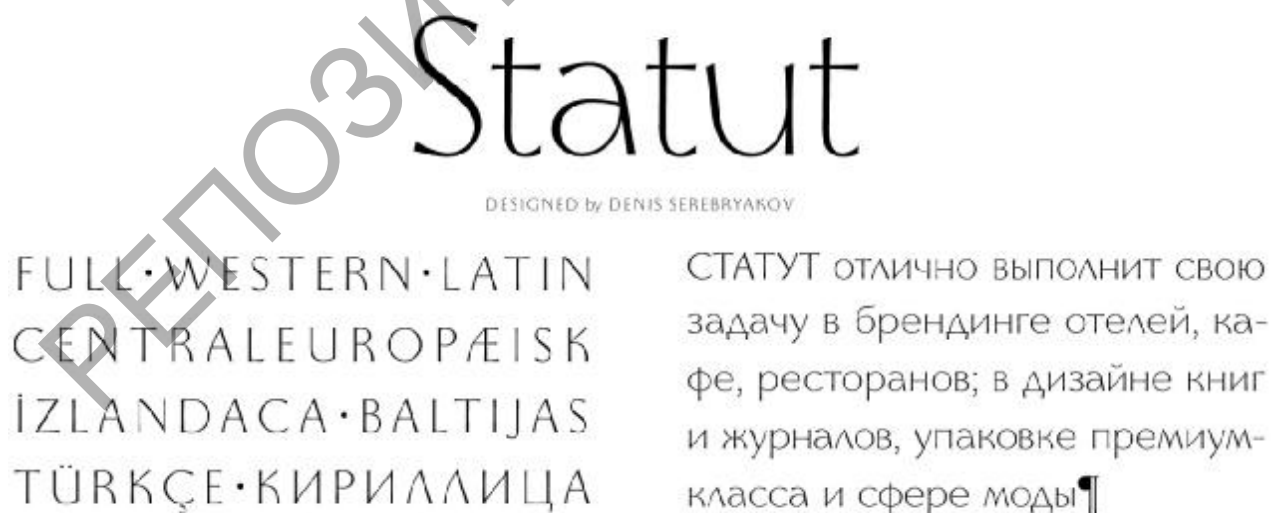 Statut
DESIGNED by DENIS SEREBRYAKOV
FULL·WESTERN·LATIN
CENTRALEUROPÆISK
İZLANDACA·BALTIJAS
TÜRKÇE·КИРИЛЛИЦА
СТАТУТ отлично выполнит свою
задачу в брендинге отелей, ка-
фе, ресторанов; в дизайне книг
и журналов, упаковке премиум-
класса и сфере моды¶